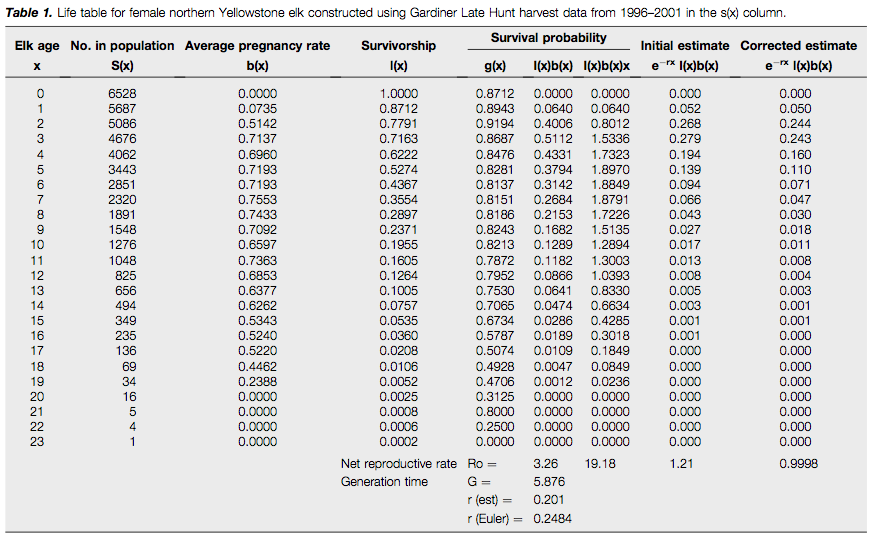 Table 1. Life table for female northern Yellowstone elk constructed using Gardiner Late Hunt harvest data from 1996–2001 in the s(x) column.
Survival probability
Elk age No. in population Average pregnancy rate Survivorship Initial estimate Corrected estimate
x S(x) b(x) l(x) g(x) l(x)b(x) l(x)b(x)x e−rx l(x)b(x) e−rx l(x)b(x)
0 6528 0.0000 1.0000 0.8712 0.0000 0.0000 0.000 0.000
1 5687 0.0735 0.8712 0.8943 0.0640 0.0640 0.052 0.050
2 5086 0.5142 0.7791 0.9194 0.4006 0.8012 0.268 0.244
3 4676 0.7137 0.7163 0.8687 0.5112 1.5336 0.279 0.243
4 4062 0.6960 0.6222 0.8476 0.4331 1.7323 0.194 0.160
5 3443 0.7193 0.5274 0.8281 0.3794 1.8970 0.139 0.110
6 2851 0.7193 0.4367 0.8137 0.3142 1.8849 0.094 0.071
7 2320 0.7553 0.3554 0.8151 0.2684 1.8791 0.066 0.047
8 1891 0.7433 0.2897 0.8186 0.2153 1.7226 0.043 0.030
9 1548 0.7092 0.2371 0.8243 0.1682 1.5135 0.027 0.018
10 1276 0.6597 0.1955 0.8213 0.1289 1.2894 0.017 0.011
11 1048 0.7363 0.1605 0.7872 0.1182 1.3003 0.013 0.008
12 825 0.6853 0.1264 0.7952 0.0866 1.0393 0.008 0.004
13 656 0.6377 0.1005 0.7530 0.0641 0.8330 0.005 0.003
14 494 0.6262 0.0757 0.7065 0.0474 0.6634 0.003 0.001
15 349 0.5343 0.0535 0.6734 0.0286 0.4285 0.001 0.001
16 235 0.5240 0.0360 0.5787 0.0189 0.3018 0.001 0.000
17 136 0.5220 0.0208 0.5074 0.0109 0.1849 0.000 0.000
18 69 0.4462 0.0106 0.4928 0.0047 0.0849 0.000 0.000
19 34 0.2388 0.0052 0.4706 0.0012 0.0236 0.000 0.000
20 16 0.0000 0.0025 0.3125 0.0000 0.0000 0.000 0.000
21 5 0.0000 0.0008 0.8000 0.0000 0.0000 0.000 0.000
22 4 0.0000 0.0006 0.2500 0.0000 0.0000 0.000 0.000
23 1 0.0000 0.0002 0.0000 0.0000 0.0000 0.000 0.000
Net reproductive rate Ro = 3.26 19.18 1.21 0.9998
Generation time G = 5.876
r (est) = 0.201
r (Euler) = 0.2484